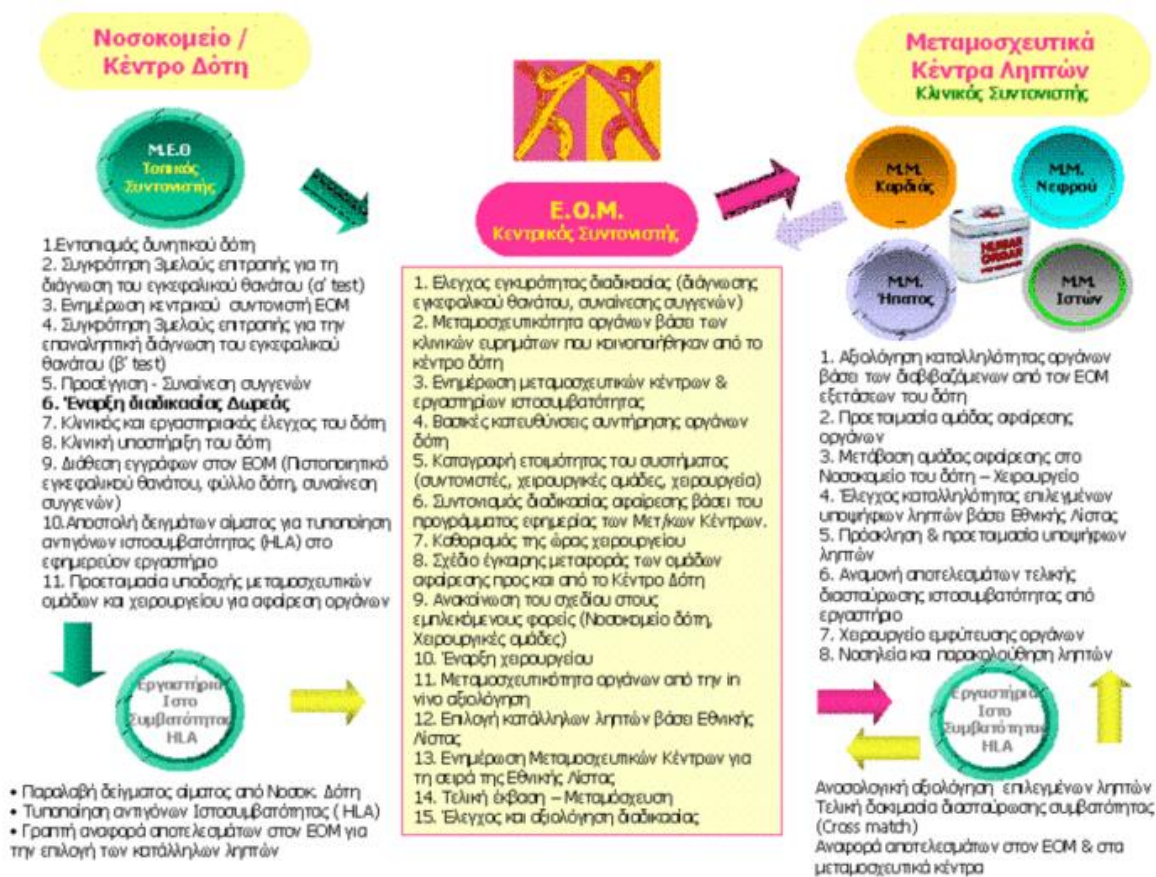 Νοσοκομείο /
Κέντρο Δότη
Μ.Ε.Θ
Τοπικός
Συντονιστής
1.Εντοπισμός δυνητικού δότη
2. Συγκρότηση 3μελούς επιτροπής για τη
διάγνωση του εγκεφαλικού θανάτου (α' test)
3. Ενημέρωση κεντρικού συντονιστή ΕΟΜ
4. Συγκρότηση 3μελούς επιτροπής για την
επαναληπτική διάγνωση του εγκεφαλικού
θανάτου (β' test)
5. Προσέγγιση - Συναίνεση συγγενών
6. Έναρξη διαδικασίας Δωρεάς
7. Κλινικός και εργαστηριακός έλεγχος του δότη
8. Κλινική υποστήριξη του δότη
9. Διάθεση εγγράφων στον ΕΟΜ (Πιστοποιητικό
εγκεφαλικού θανάτου, φύλλο δότη, συναίνεση
συγγενών)
10.Αποστολή δειγμάτων αίματος για τυποποίηση
αντιγόνων ιστοσυμβατότητας (HLA) στο
εφημερεύον εργαστήριο
11. Προετοιμασία υποδοχής μεταμοσχευτικών
ομάδων και χειρουργείου για αφαίρεση οργάνων
Εργαστήρια
Ιστο
Συμβατότητας
HLA
• Παραλαβή δείγματος αίματος από Νοσοκ. Δότη
• Τυποποίηση αντιγόνων Ιστοσυμβατότητας ( HLA)
• Γραπτή αναφορά αποτελεσμάτων στον ΕΟΜ για
την επιλογή των κατάλληλων ληπτών
Ε.Ο.Μ.
Κεντρικός Συντονιστής
1. Ελεγχος εγκυρότητας διαδικασίας (διάγνωσης
εγκεφαλικού θανάτου, συναίνεσης συγγενών)
2. Μεταμοσχευτικότητα οργάνων βάσει των
κλινικών ευρημάτων που κοινοποιήθηκαν από το
κέντρο δότη
3. Ενημέρωση μεταμοσχευτικών κέντρων &
εργαστηρίων ιστοσυμβατότητας
4. Βασικές κατευθύνσεις συντήρησης οργάνων
δότη
5. Καταγραφή ετοιμότητας του συστήματος
(συντονιστές, χειρουργικές ομάδες, χειρουργεία)
6. Συντονισμός διαδικασίας αφαίρεσης βάσει του
προγράμματος εφημερίας των Μετ/κων Κέντρων.
7. Καθορισμός της ώρας χειρουργείου
8. Σχέδιο έγκαιρης μεταφοράς των ομάδων
αφαίρεσης προς και από το Κέντρο Δότη
9. Ανακοίνωση του σχεδίου στους
εμπλεκόμενους φορείς (Νοσοκομείο δότη,
Χειρουργικές ομάδες)
10. Έναρξη χειρουργείου
11. Μεταμοσχευτικότητα οργάνων από την in
vivo αξιολόγηση
12. Επιλογή κατάλληλων ληπτών βάσει Εθνικής
Λίστας
13. Ενημέρωση Μεταμοσχευτικών Κέντρων για
τη σειρά της Εθνικής Λίστας
14. Τελική έκβαση – Μεταμόσχευση
15. Έλεγχος και αξιολόγηση διαδικασίας
Μεταμοσχευτικά
Κέντρα Ληπτών
Κλινικός Συντονιστής
Μ.Μ.
Καρδιάς
Μ.Μ.
Νεφρού
HUMAN
ORGAN
Μ.Μ.
Ήπατος
Μ.Μ.
Ιστών
1. Αξιολόγηση καταλληλότητας οργάνων
βάσει των διαβιβαζόμενων από τον ΕΟΜ
εξετάσεων του δότη
2. Προετοιμασία ομάδας αφαίρεσης
οργάνων
3. Μετάβαση ομάδας αφαίρεσης στο
Νοσοκομείο του δότη – Χειρουργείο
4. Έλεγχος καταλληλότητας επιλεγμένων
υποψήφιων ληπτών βάσει Εθνικής Λίστας
5. Πρόσκληση & προετοιμασία υποψήφιων
ληπτών
6. Αναμονή αποτελεσμάτων τελικής
διασταύρωσης ιστοσυμβατότητας από
εργαστήριο
7. Χειρουργείο εμφύτευσης οργάνων
8. Νοσηλεία και παρακολούθηση ληπτών
Εργαστήρια
Ιστο
Συμβατότητας
HLA
Ανοσολογική αξιολόγηση επιλεγμένων ληπτών
Τελική δοκιμασία διασταύρωσης συμβατότητας
(Cross match)
Αναφορά αποτελεσμάτων στον ΕΟΜ & στα
μεταμοσχευτικά κέντρα